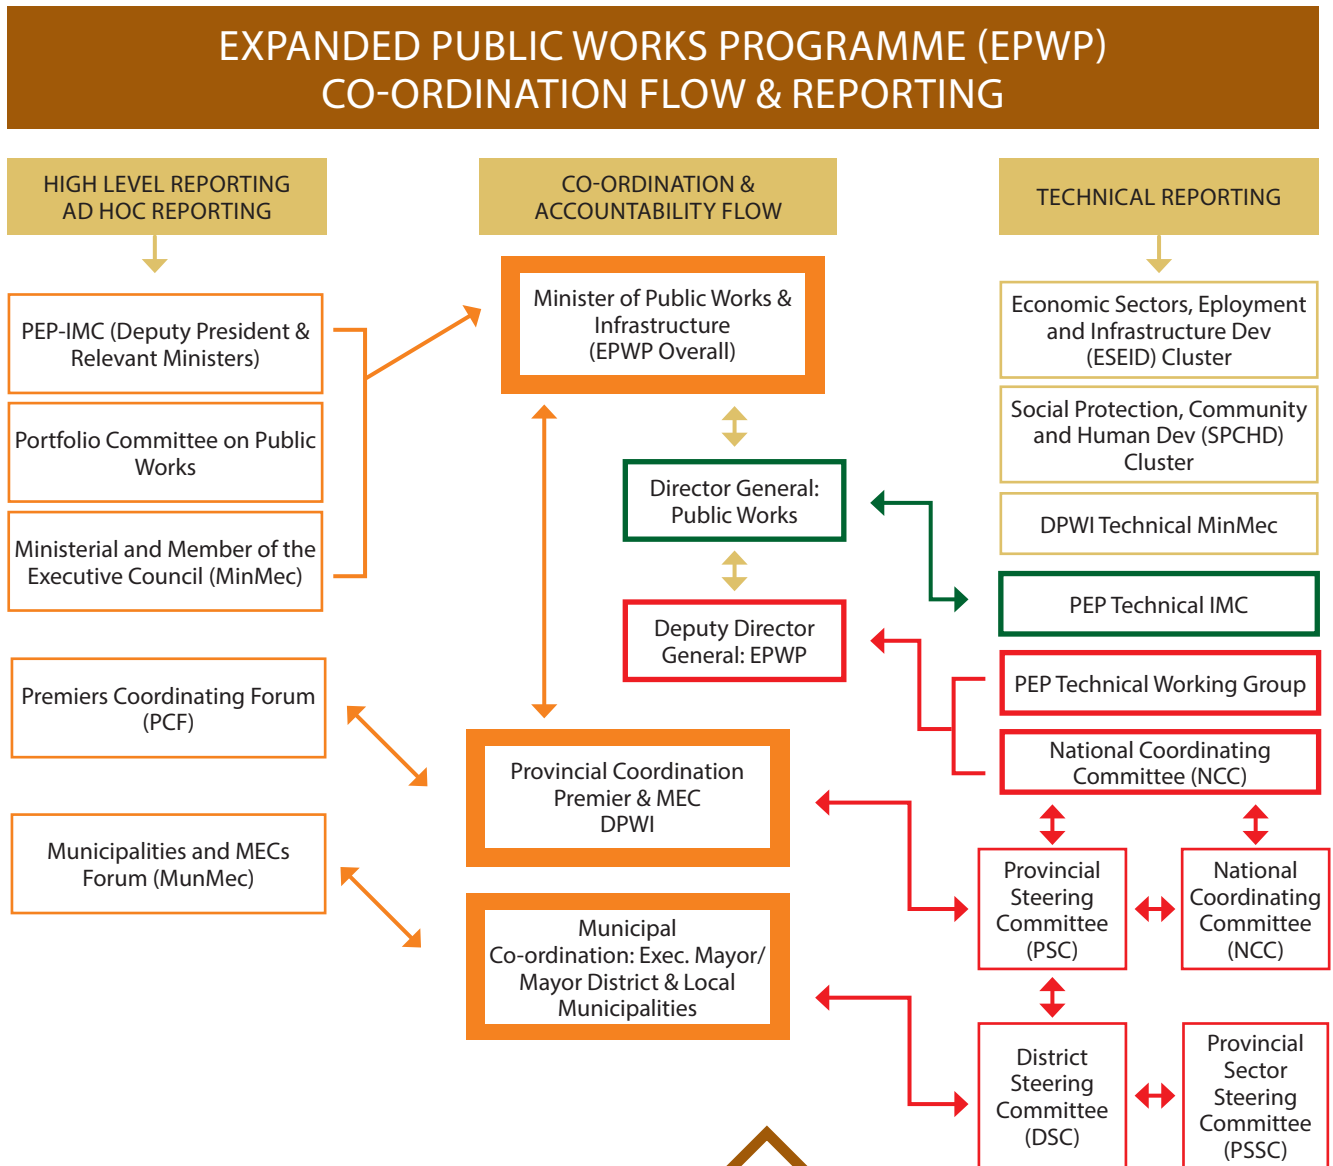 EXPANDED PUBLIC WORKS PROGRAMME (EPWP)
CO-ORDINATION FLOW & REPORTING
HIGH LEVEL REPORTING
AD HOC REPORTING
PEP-IMC (Deputy President &
Relevant Ministers)
Portfolio Committee on Public
Works
Ministerial and Member of the
Executive Council (MinMec)
Premiers Coordinating Forum
(PCF)
Municipalities and MECs
Forum (MunMec)
CO-ORDINATION &
ACCOUNTABILITY FLOW
Minister of Public Works &
Infrastructure
(EPWP Overall)
Director General:
Public Works
Deputy Director
General: EPWP
Provincial Coordination
Premier & MEC
DPWI
Municipal
Co-ordination: Exec. Mayor/
Mayor District & Local
Municipalities
TECHNICAL REPORTING
Economic Sectors, Eployment
and Infrastructure Dev
(ESEID) Cluster
Social Protection, Community
and Human Dev (SPCHD)
Cluster
DPWI Technical MinMec
PEP Technical IMC
PEP Technical Working Group
National Coordinating
Committee (NCC)
Provincial
Steering
Committee
(PSC)
National
Coordinating
Committee
(NCC)
District
Steering
Committee
(DSC)
Provincial
Sector
Steering
Committee
(PSSC)